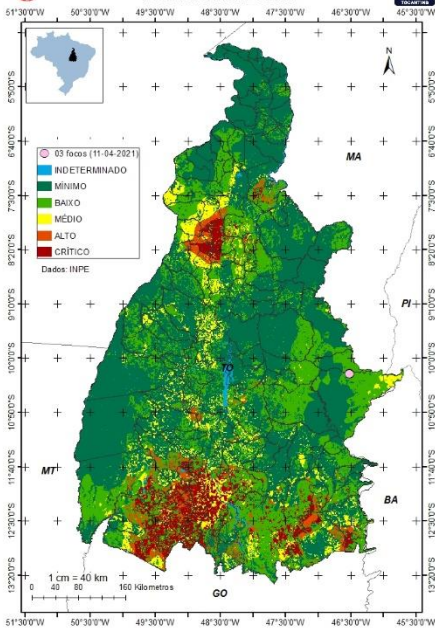 TOCANTINS
51°30'0"W 50°30'0"W 49°30'0"W 48°30'0"W 47°30'0"W 46°30'0"W 45°30'0"W
N
5°50'0"S
6°40'0"S
7°30'0"S
8°20'0"S
9°10'0"S
10°0'0"S
10°50'0"S
11°40'0"S
12°30'0"S
13°20'0"S
03 focos (11-04-2021)
INDETERMINADO
MÍNIMO
BAIXO
MÉDIO
ALTO
CRÍTICO
Dados: INPE
MA
PI
TO
MT
BA
GO
1 cm = 40 km
0 40 80 160 Kilometros
5°50'0"S
6°40'0"S
7°30'0"S
8°20'0"S
9°10'0"S
10°0'0"S
10°50'0"S
11°40'0"S
12°30'0"S
13°20'0"S
51°30'0"W 50°30'0"W 49°30'0"W 48°30'0"W 47°30'0"W 46°30'0"W 45°30'0"W